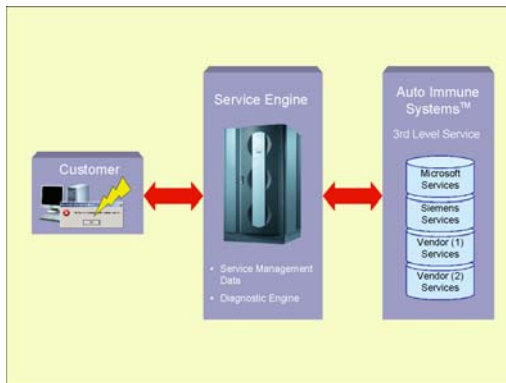 Customer
Service Engine
• Service Management
Data
• Diagnostic Engine
Auto Immune
Systems™
3rd Level Service
Microsoft
Services
Siemens
Services
Vendor (1)
Services
Vendor (2)
Services